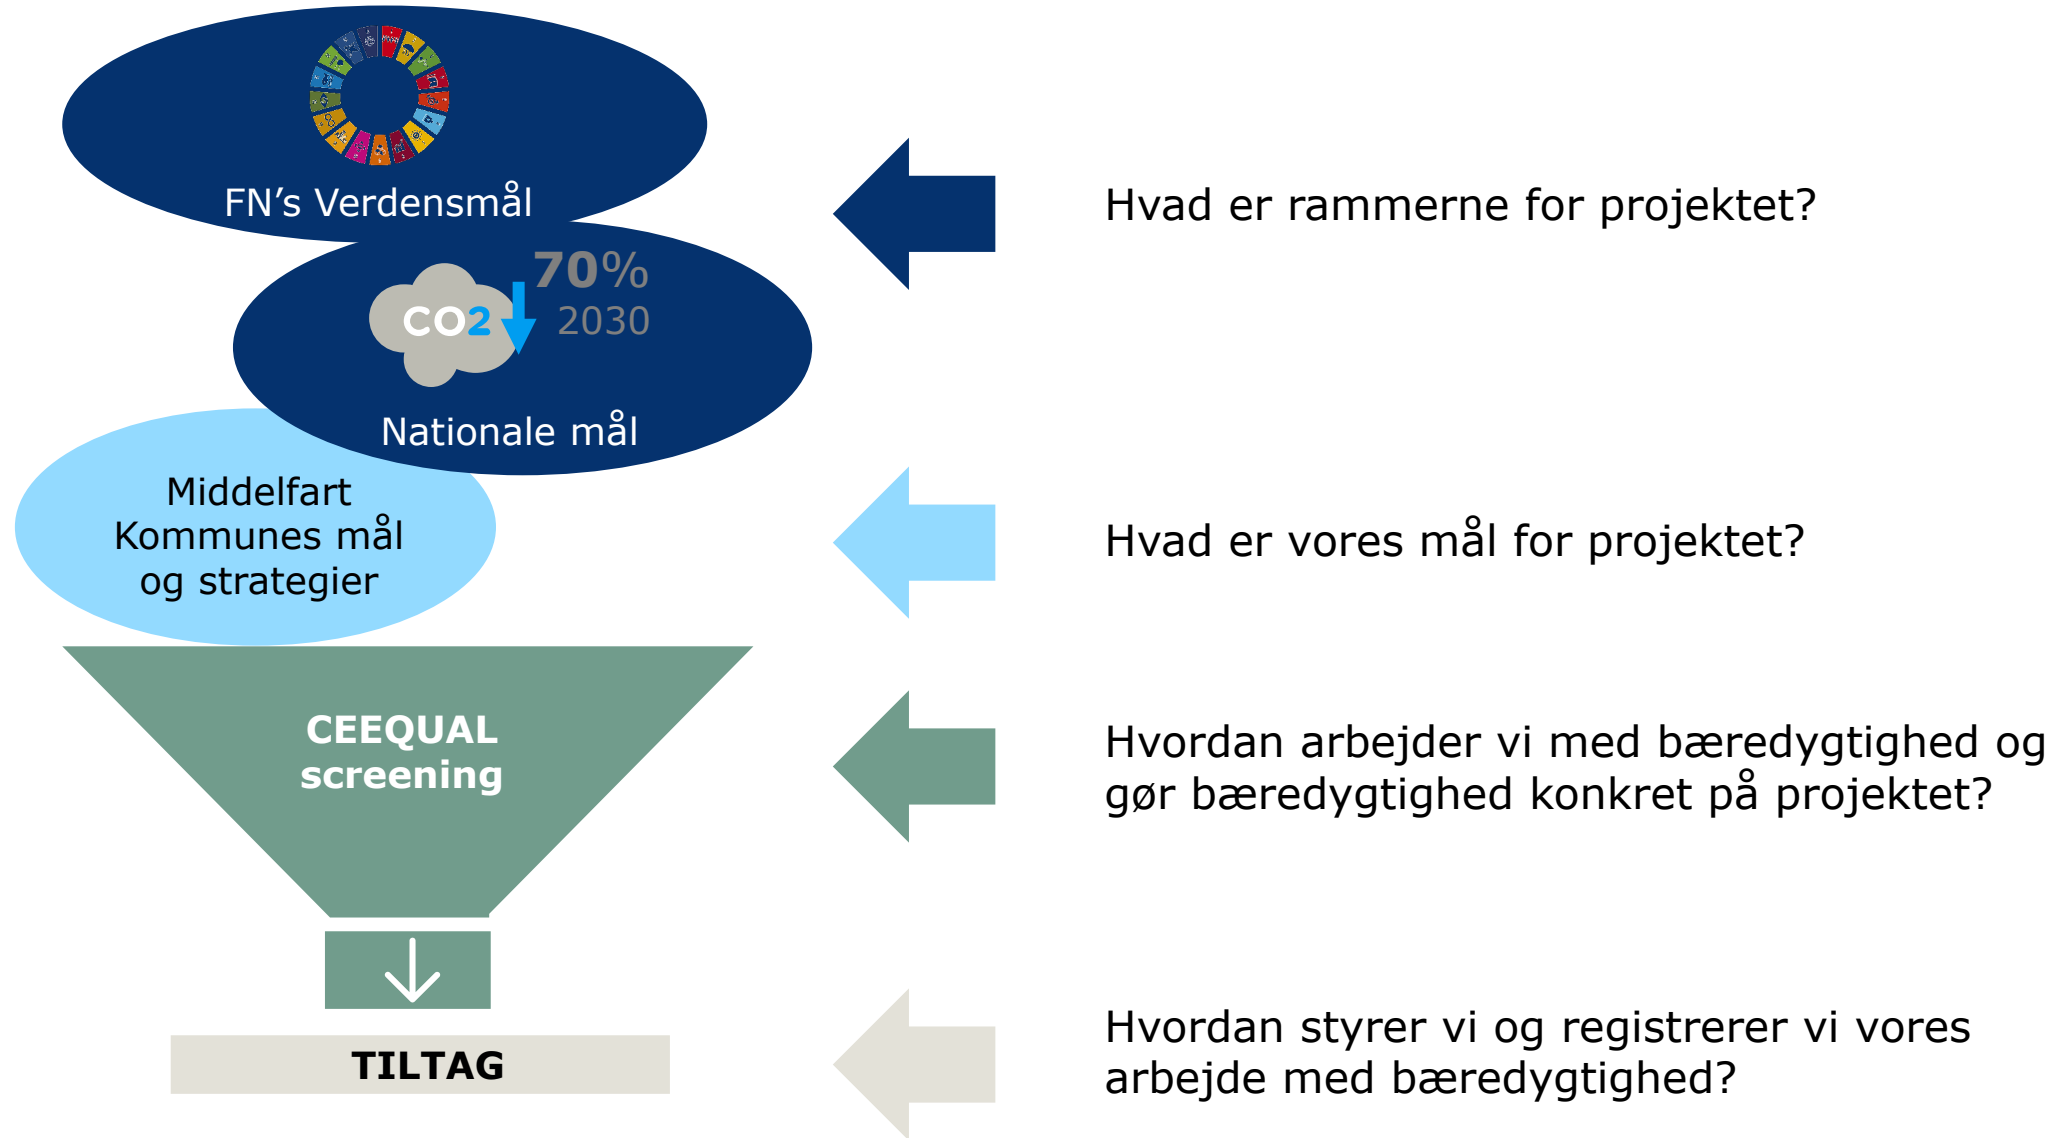 FN’s Verdensmål
Hvad er rammerne for projektet?
70%
CO2
2030
Nationale mål
Middelfart
Kommunes mål
og strategier
Hvad er vores mål for projektet?
CEEQUAL
screening
Hvordan arbejder vi med bæredygtighed og
gør bæredygtighed konkret på projektet?
TILTAG
Hvordan styrer vi og registrerer vi vores
arbejde med bæredygtighed?